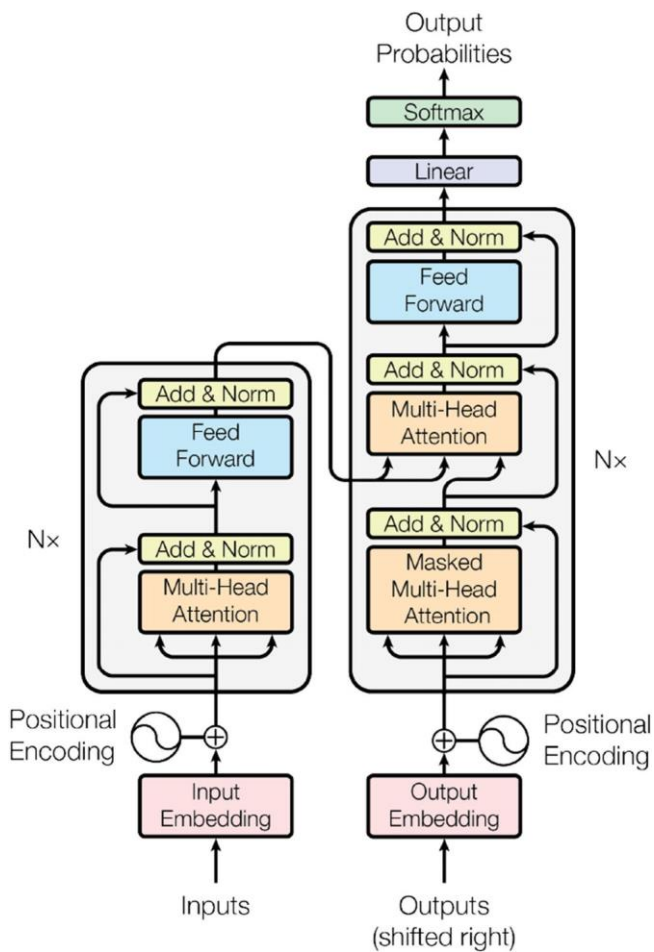 Output
Probabilities
Softmax
Linear
Add & Norm
Feed
Forward
Add & Norm
Multi-Head
Attention
Nx
Add & Norm
Masked
Multi-Head
Attention
Add & Norm
Feed
Forward
Nx
Add & Norm
Multi-Head
Attention
Positional
Encoding
Positional
Encoding
Input
Embedding
Output
Embedding
Inputs
Outputs
(shifted right)